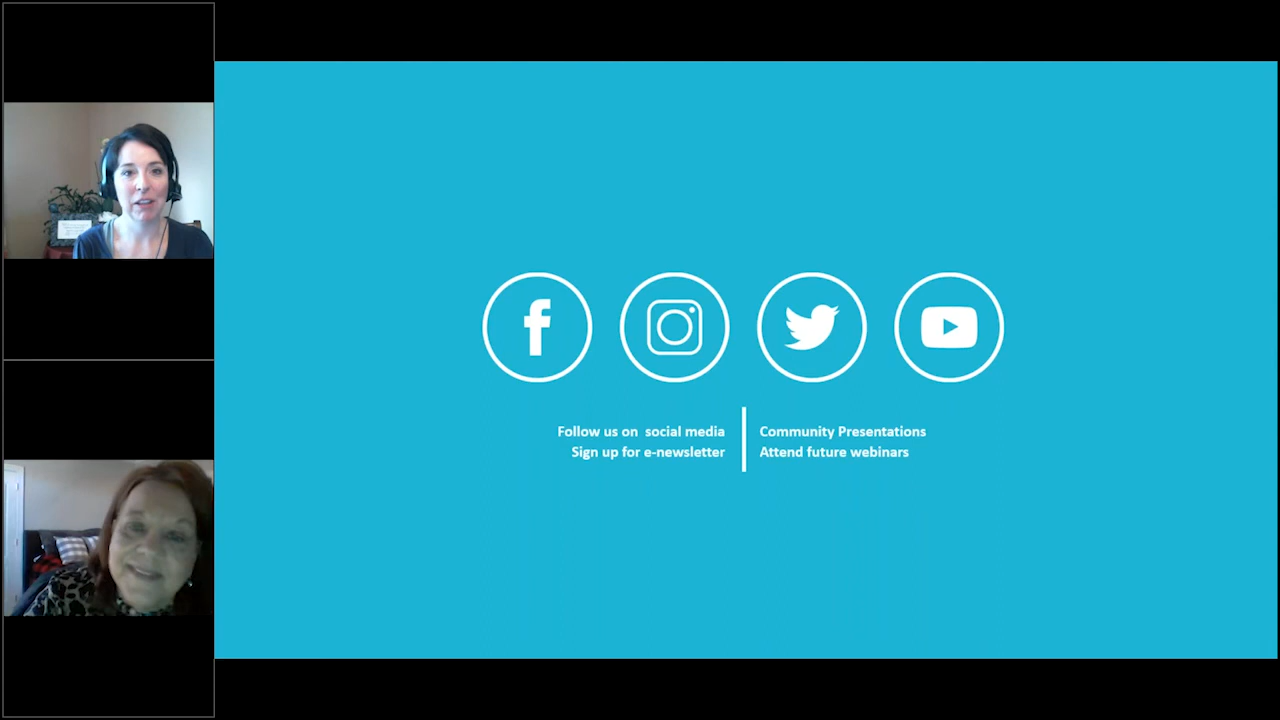 Follow us on  social media
Sign up for e-newsletter
Community Presentations
Attend future webinars